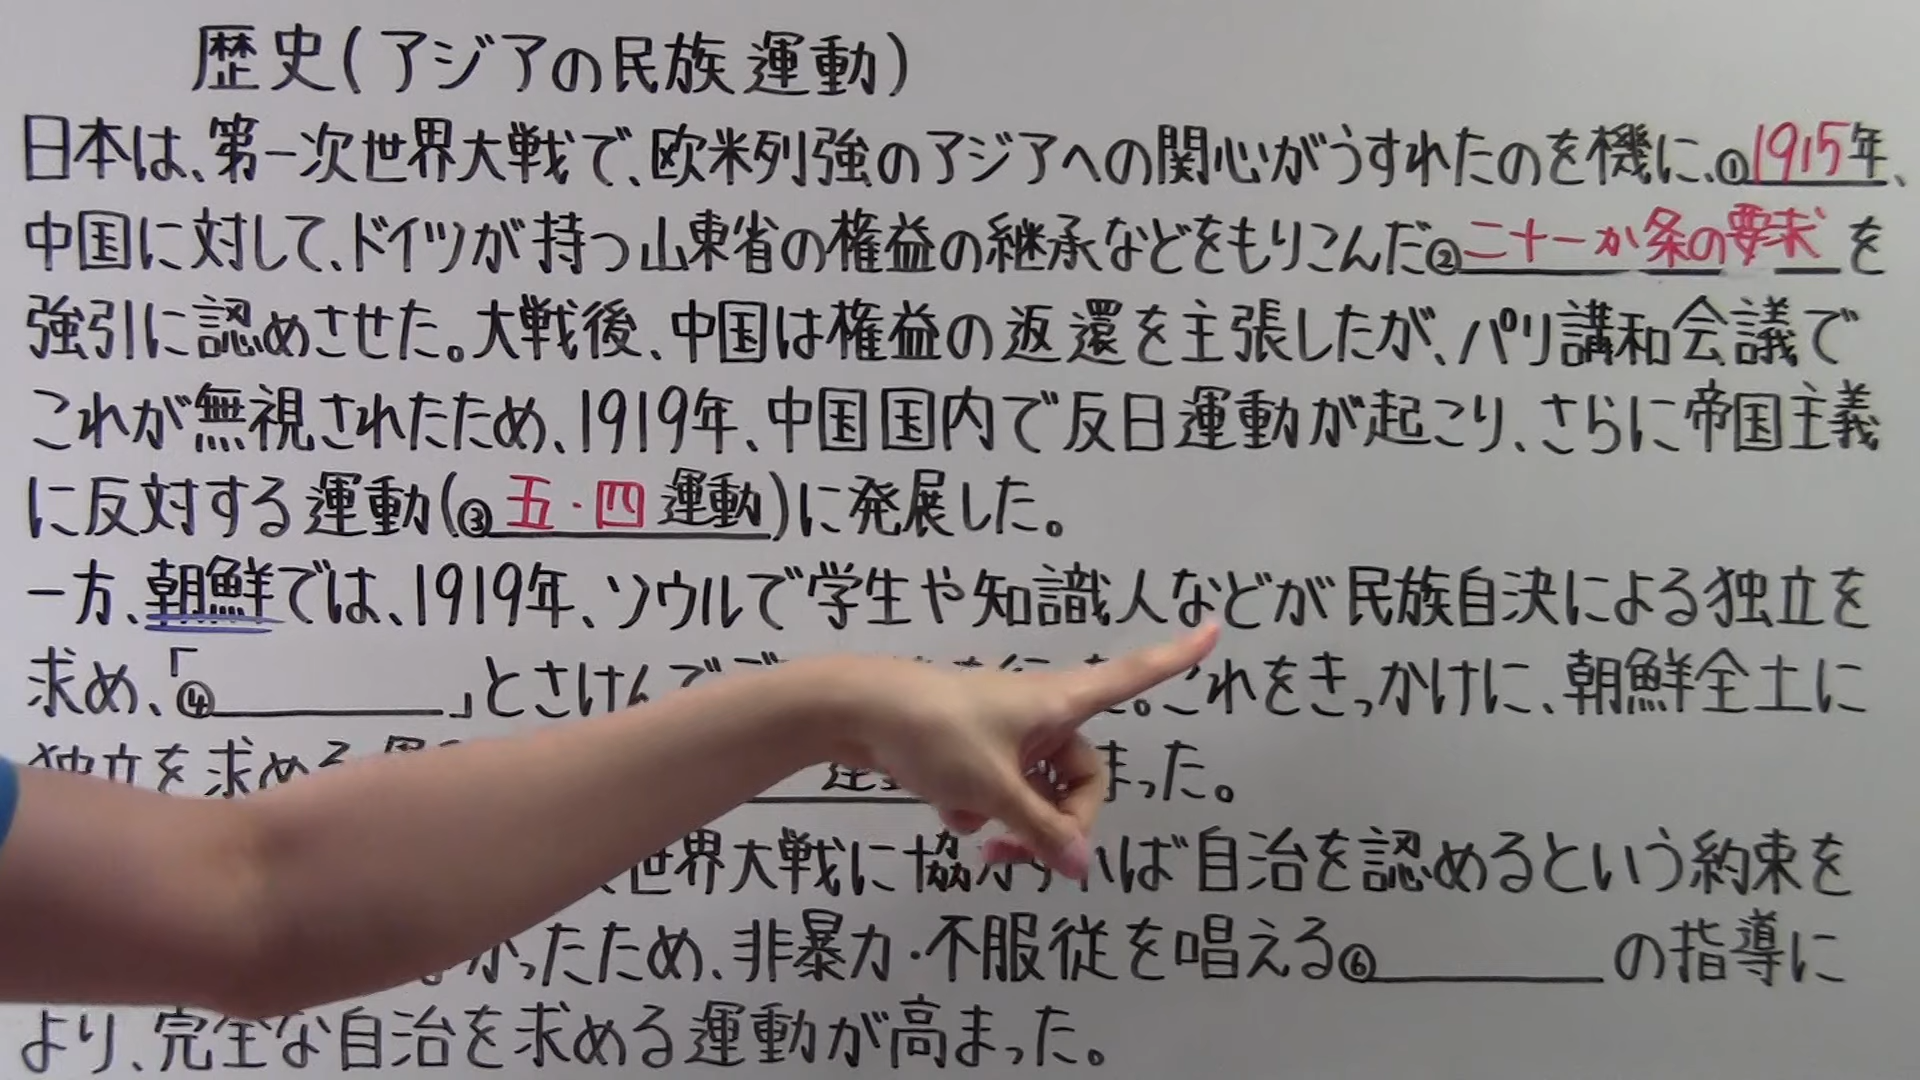 歴史(アジアの民族運動)
日本は、第一次世界大戦で、欧米列強のアジアへの関心がうすれたのを機に、①1915年、
中国に対して、ドイツが持つ山東省の権益の継承などをもりこんだ②二十一か条の要求を
強引に認めさせた。大戦後、中国は権益の返還を主張したが、パリ講和会議で
これが無視されたため、1919年、中国国内で反日運動が起こり、さらに帝国主義
に反対する運動(③五・四運動)に発展した。
一方、朝鮮では、1919年、ソウルで学生や知識人などが民族自決による独立を
求め、「④」とさけんで。これをきっかけに、朝鮮全土に
独立を求める運まった。
世界大戦に協力すれば自治を認めるという約束を
かったため、非暴力・不服従を唱える⑥の指導に
より、完全な自治を求める運動が高まった。